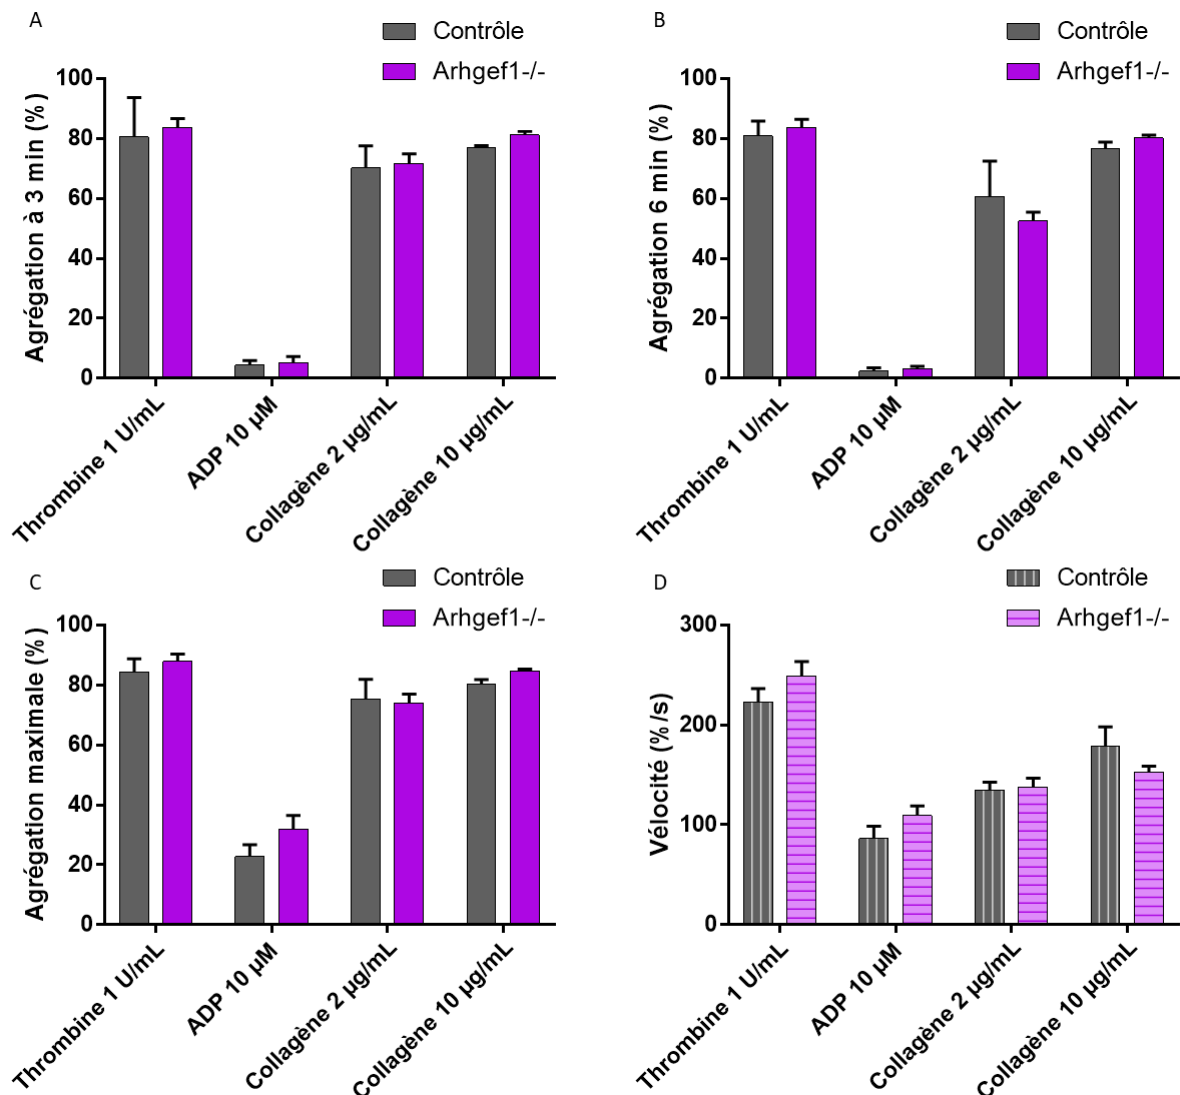 A
Contrôle
Arhgef1-/-
Agrégation à 3 min (%)
100
80
60
40
20
0
Thrombine 1 U/mL
ADP 10 µM
Collagène 2 µg/mL
Collagène 10 µg/mL
B
Contrôle
Arhgef1-/-
Agrégation 6 min (%)
100
80
60
40
20
0
Thrombine 1 U/mL
ADP 10 µM
Collagène 2 µg/mL
Collagène 10 µg/mL
C
Contrôle
Arhgef1-/-
Agrégation maximale (%)
100
80
60
40
20
0
Thrombine 1 U/mL
ADP 10 µM
Collagène 2 µg/mL
Collagène 10 µg/mL
D
Contrôle
Arhgef1-/-
Vélocité (%/s)
300
200
100
0
Thrombine 1 U/mL
ADP 10 µM
Collagène 2 µg/mL
Collagène 10 µg/mL